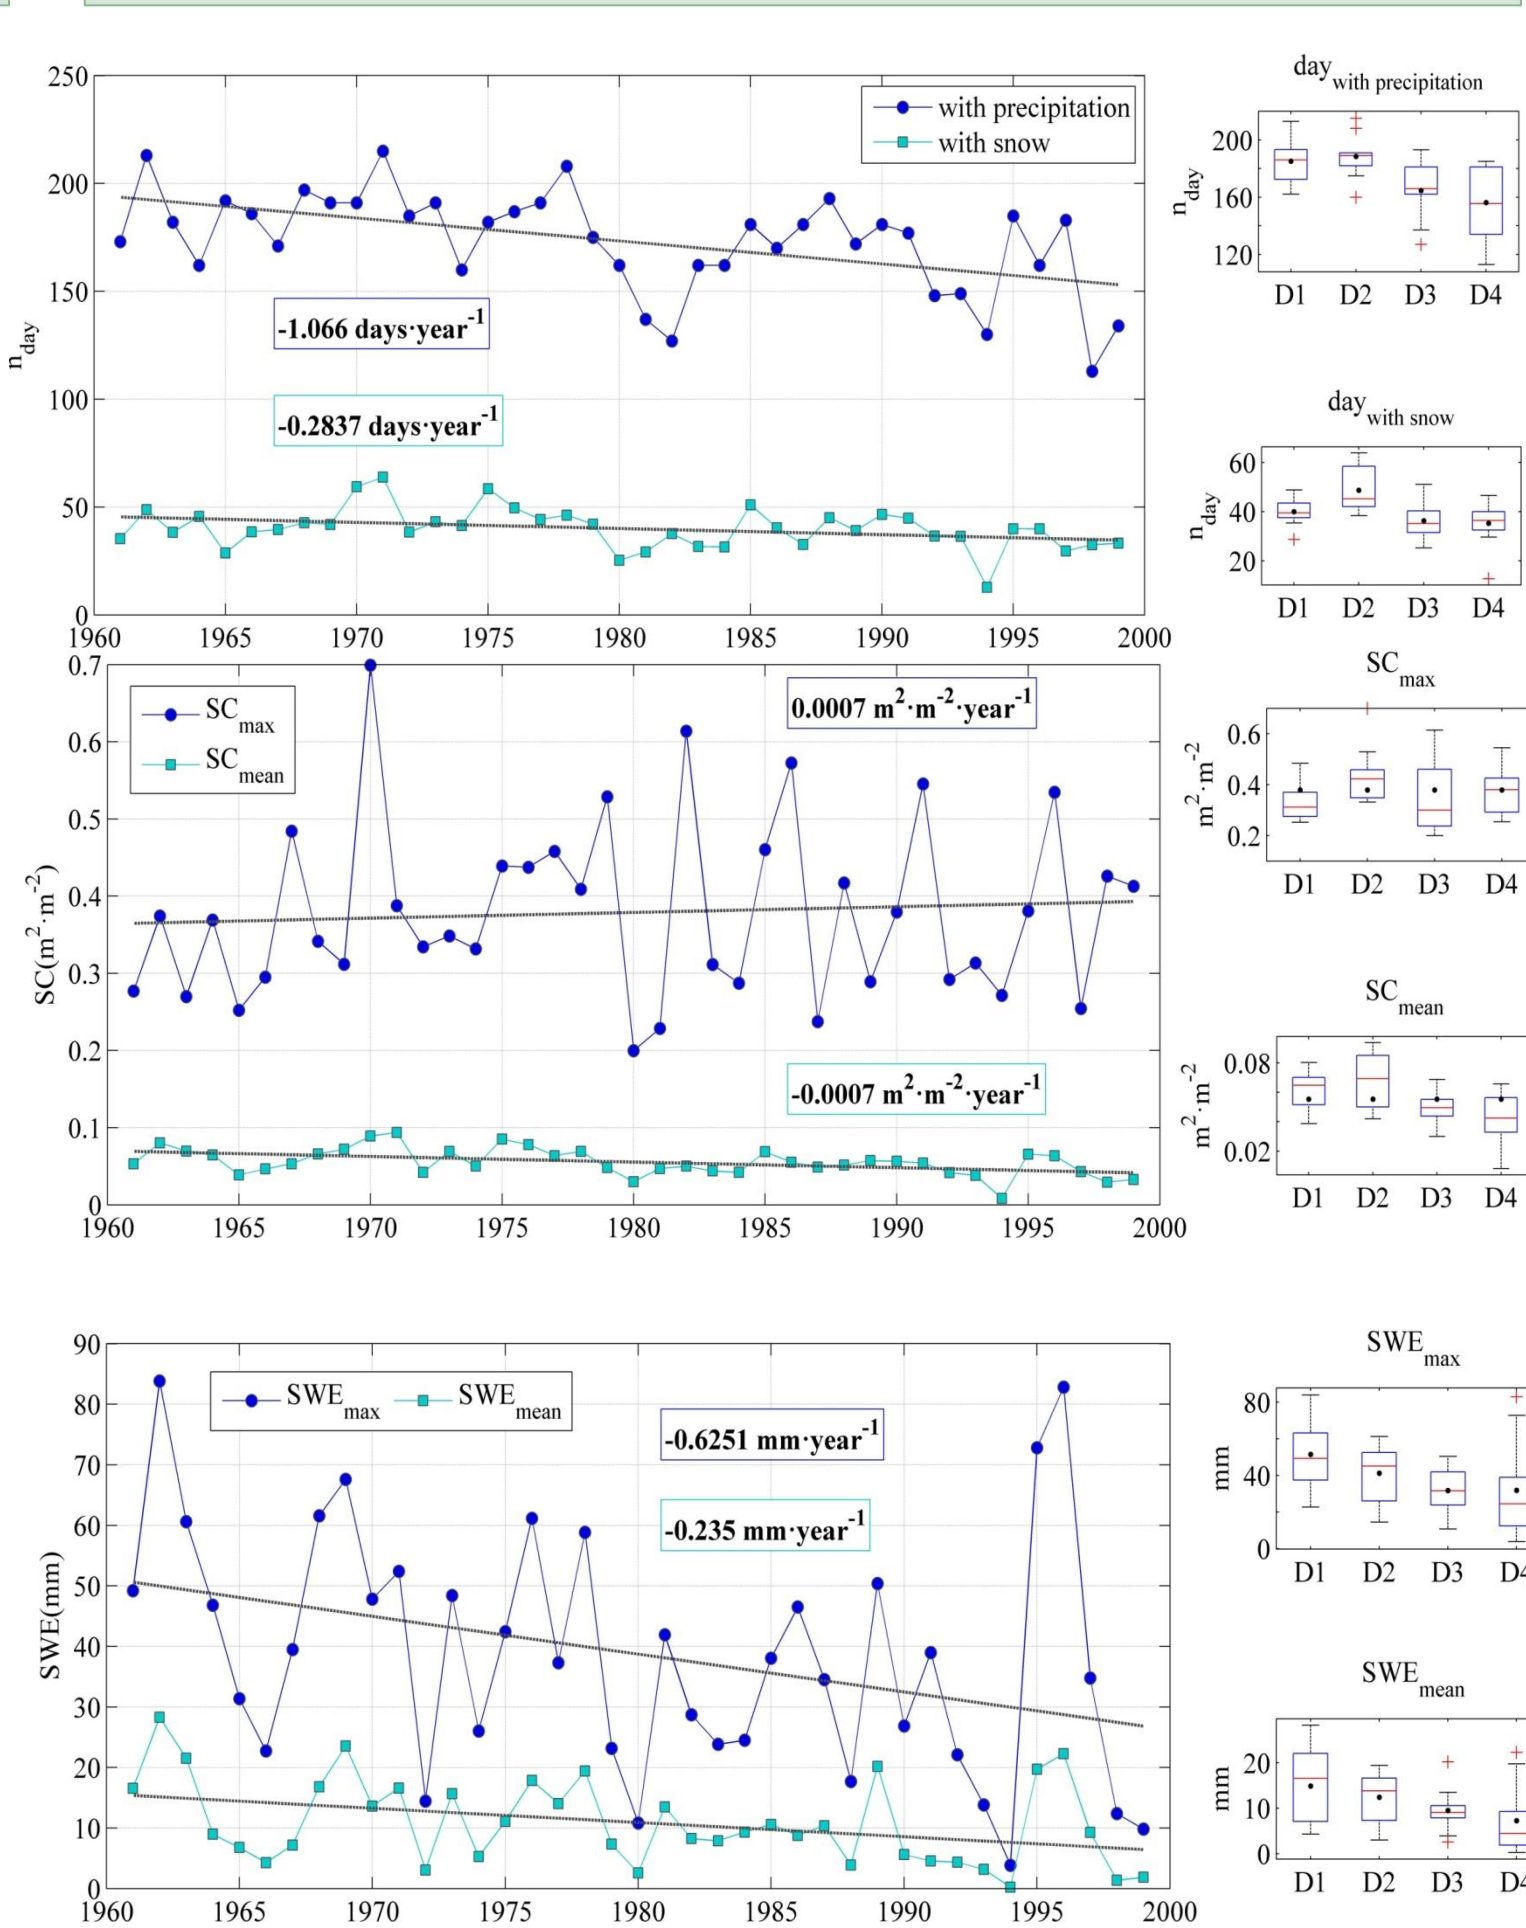 250
200
150
100
50
0
n_day
with precipitation
with snow
-1.066 days·year^-1
-0.2837 days·year^-1
1960 1965 1970 1975 1980 1985 1990 1995 2000
day_with precipitation
200
160
120
n_day
D1 D2 D3 D4
day_with snow
60
40
20
n_day
D1 D2 D3 D4
0.7
0.6
0.5
0.4
0.3
0.2
0.1
0
SC(m^2·m^-2)
SC_max
SC_mean
0.0007 m^2·m^-2·year^-1
-0.0007 m^2·m^-2·year^-1
1960 1965 1970 1975 1980 1985 1990 1995 2000
SC_max
0.6
0.4
0.2
m^2·m^-2
D1 D2 D3 D4
SC_mean
0.08
0.02
m^2·m^-2
D1 D2 D3 D4
90
80
70
60
50
40
30
20
10
0
SWE(mm)
SWE_max SWE_mean
-0.6251 mm·year^-1
-0.235 mm·year^-1
1960 1965 1970 1975 1980 1985 1990 1995 2000
SWE_max
80
40
0
mm
D1 D2 D3 D4
SWE_mean
20
10
0
mm
D1 D2 D3 D4